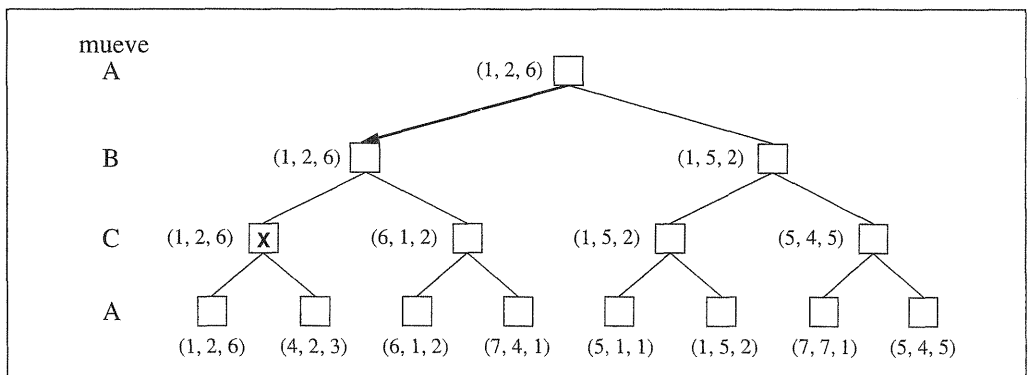 mueve
A (1, 2, 6)
B (1, 2, 6) (1, 5, 2)
C (1, 2, 6) X (6, 1, 2) (1, 5, 2) (5, 4, 5)
A
(1, 2, 6) (4, 2, 3) (6, 1, 2) (7, 4, 1) (5, 1, 1) (1, 5, 2) (7, 7, 1) (5, 4, 5)